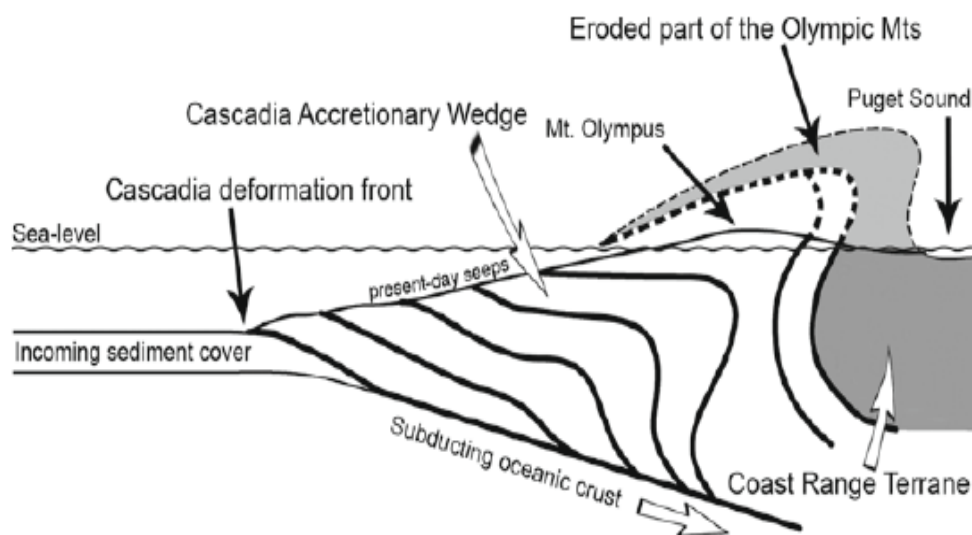 Eroded part of the Olympic Mts
Puget Sound
Cascadia Accretionary Wedge
Mt. Olympus
Cascadia deformation front
Sea-level
present-day seeps
Incoming sediment cover
Subducting oceanic crust
Coast Range Terrane